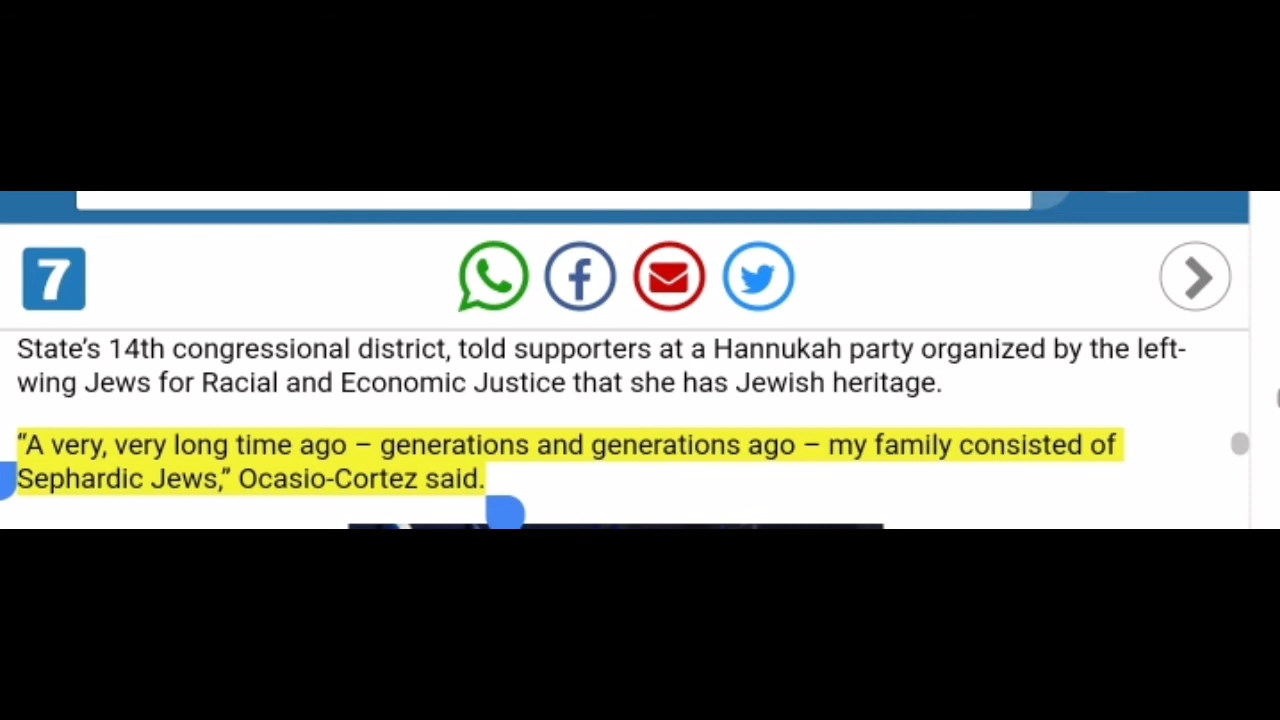 7
State’s 14th congressional district, told supporters at a Hannukah party organized by the left-
wing Jews for Racial and Economic Justice that she has Jewish heritage.
“A very, very long time ago – generations and generations ago – my family consisted of
Sephardic Jews,” Ocasio-Cortez said.